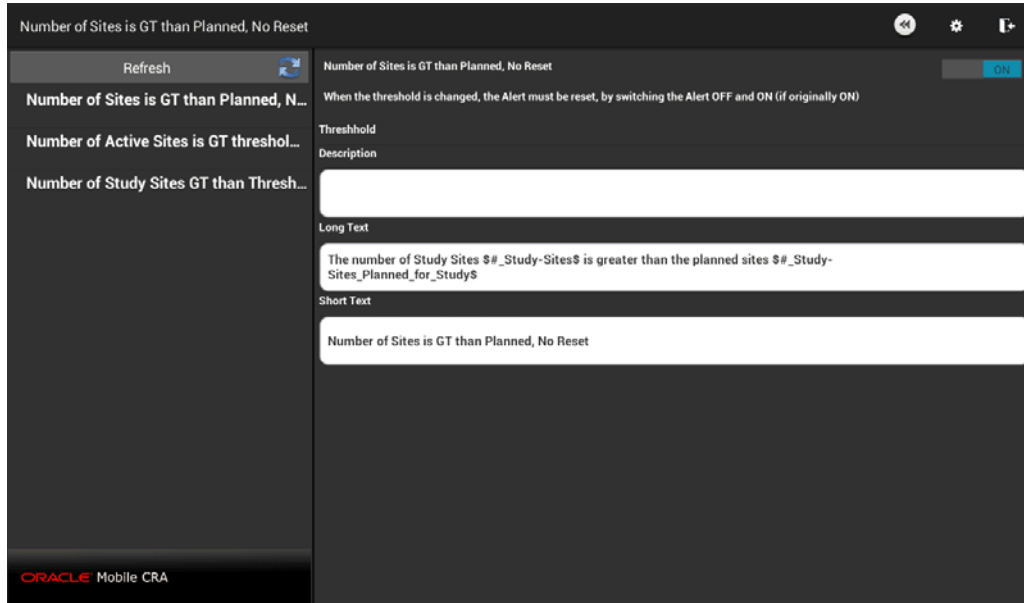 Number of Sites is GT than Planned, No Reset
Refresh
Number of Sites is GT than Planned, N...
Number of Active Sites is GT threshol...
Number of Study Sites GT than Thresh...
ORACLE Mobile CRA
Number of Sites is GT than Planned, No Reset
ON
When the threshold is changed, the Alert must be reset, by switching the Alert OFF and ON (if originally ON)
Threshhold
Description
Long Text
The number of Study Sites $#_Study-Sites$ is greater than the planned sites $#_Study-
Sites_Planned_for_Study$
Short Text
Number of Sites is GT than Planned, No Reset